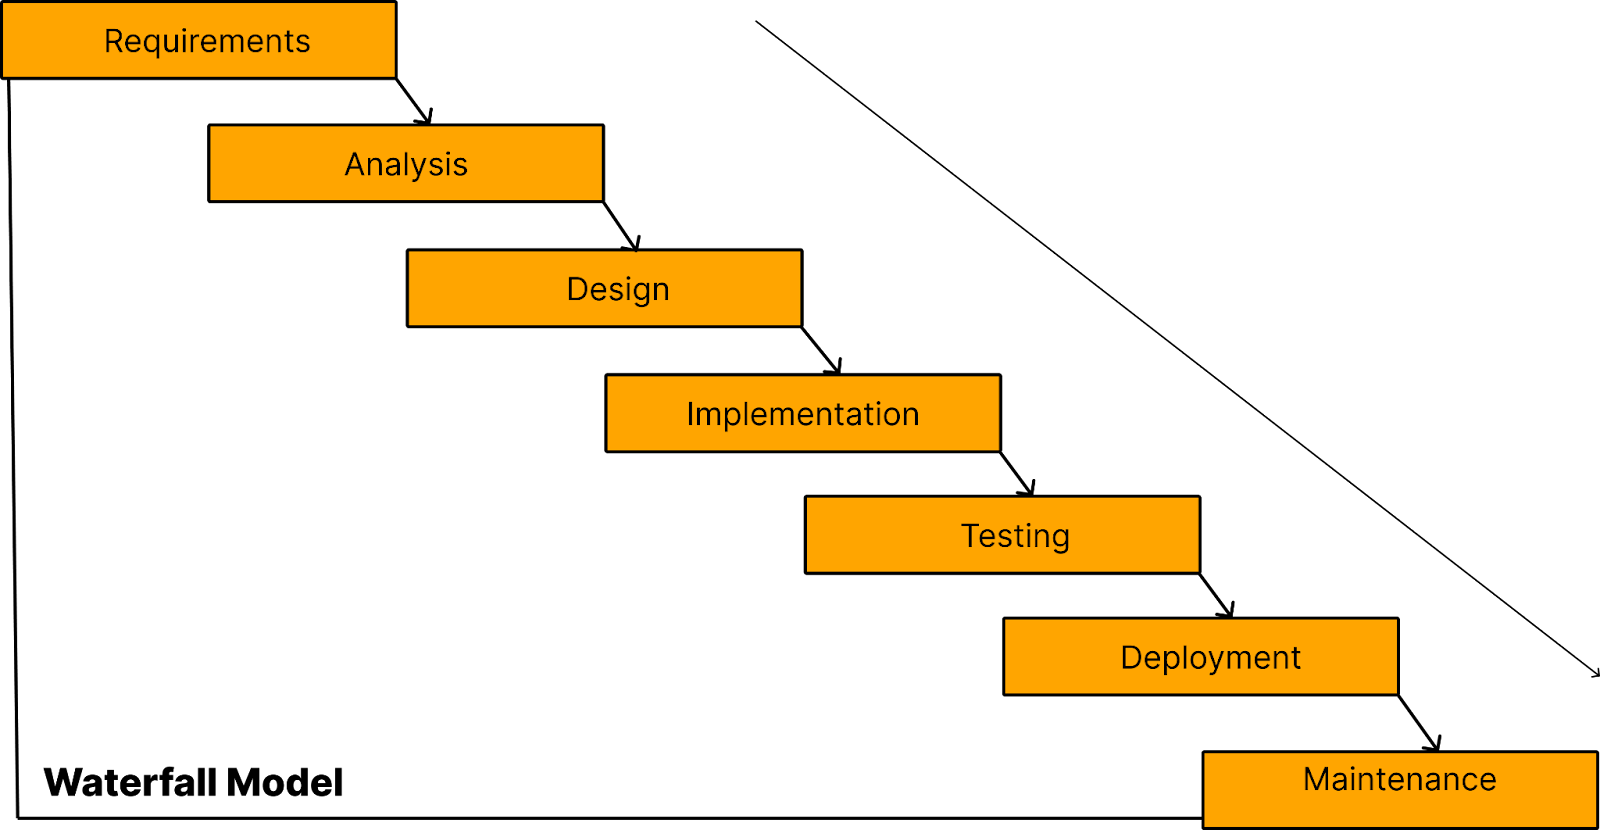 Requirements
Analysis
Design
Implementation
Testing
Deployment
Maintenance
Waterfall Model